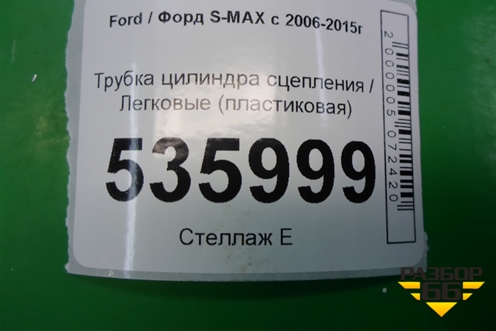 Ford / Форд S-MAX с 2006-2015г
Трубка цилиндра сцепления /
Легковые (пластиковая)
535999
Стеллаж Е
2000005072420
РАЗБОР
66